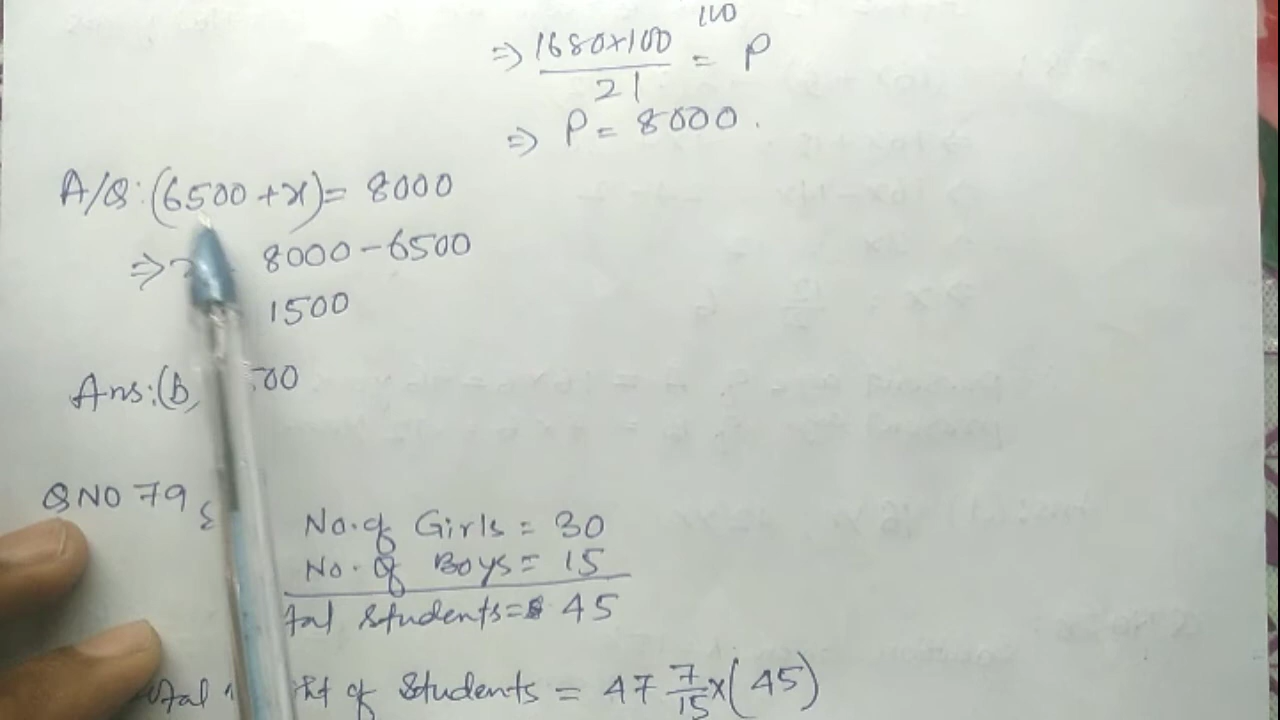 100
⇒ 1680×100 / 21 = P
⇒ P = 8000.
A/Q: (6500 + x) = 8000
⇒ 8000 - 6500
1500
Ans: (B)
QNO 79
No. of Girls = 30
No. of Boys = 15
Students = 45
of Students = 47 7/15 × (45)